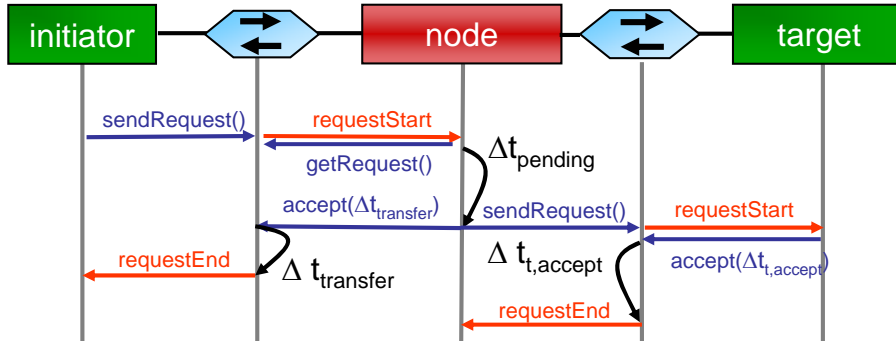 initiator
node
target
sendRequest()
requestStart
getRequest()
Δtpending
accept(Δttransfer)
sendRequest()
requestStart
requestEnd
Δ ttransfer
Δ tt,accept
accept(Δtt,accept)
requestEnd